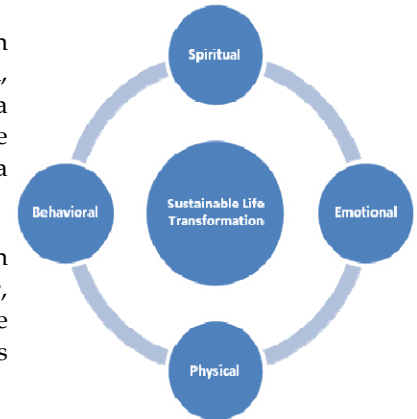 Spiritual
Behavioral
Sustainable Life
Transformation
Emotional
Physical